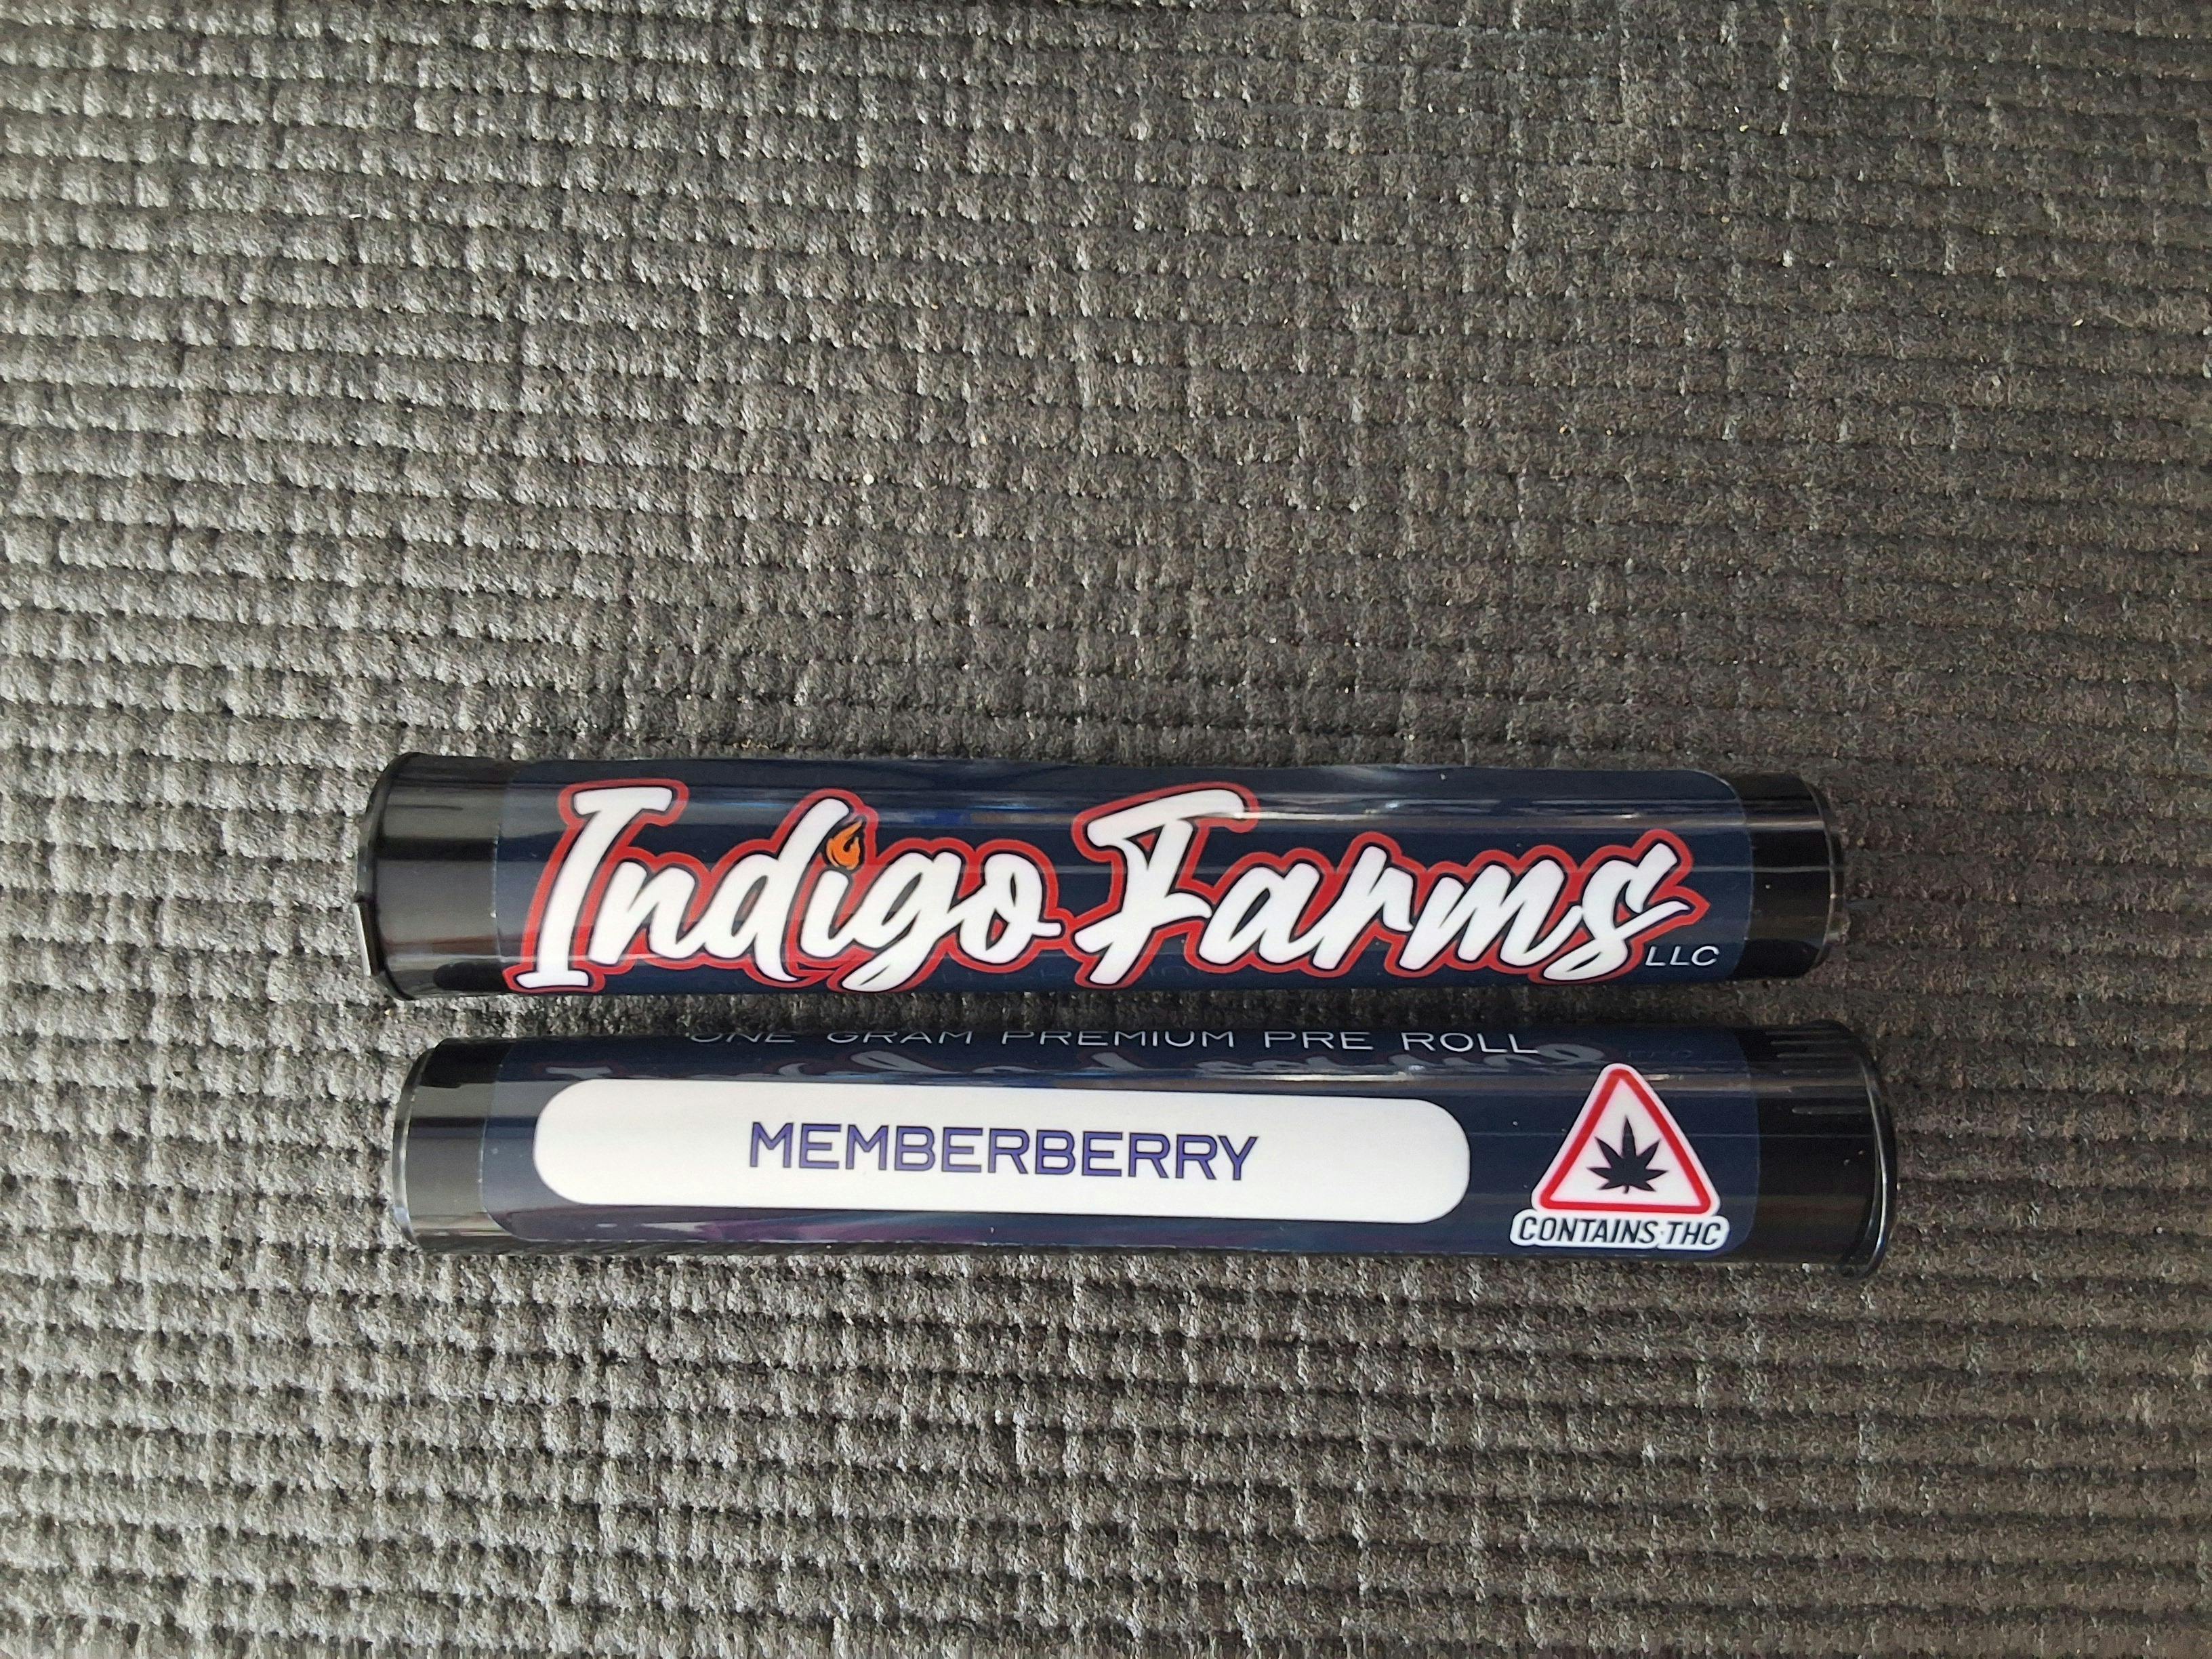 Indigo Farms LLC
ONE GRAM PREMIUM PRE ROLL
MEMBERBERRY
CONTAINS THC